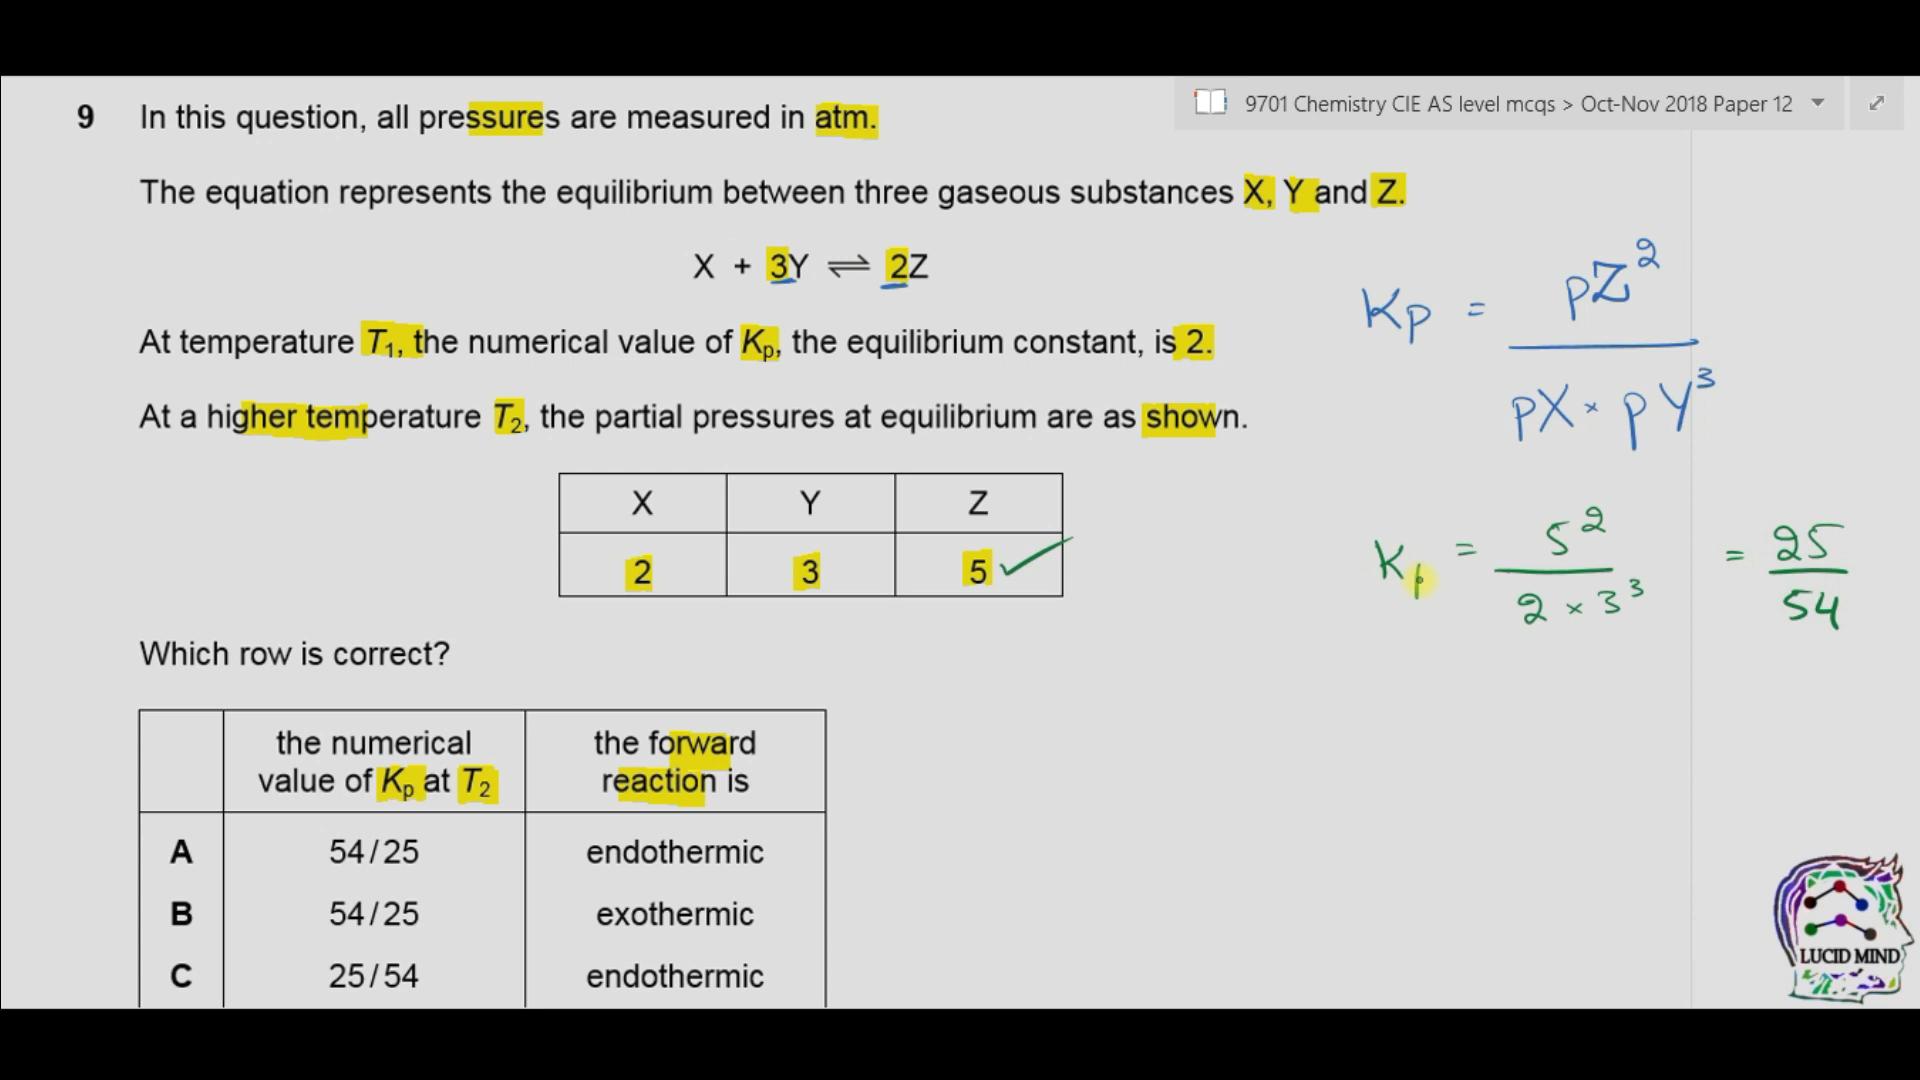 9701 Chemistry CIE AS level mcqs > Oct-Nov 2018 Paper 12
9 In this question, all pressures are measured in atm.
The equation represents the equilibrium between three gaseous substances X, Y and Z.
X + 3Y ⇌ 2Z
At temperature T₁, the numerical value of Kₚ, the equilibrium constant, is 2.
At a higher temperature T₂, the partial pressures at equilibrium are as shown.
X Y Z
2 3 5 ✓
Which row is correct?
the numerical value of Kₚ at T₂ the forward reaction is
A 54/25 endothermic
B 54/25 exothermic
C 25/54 endothermic
Kp = pZ² / pX × pY³
Kp = 5² / 2 × 3³ = 25 / 54
LUCID MIND